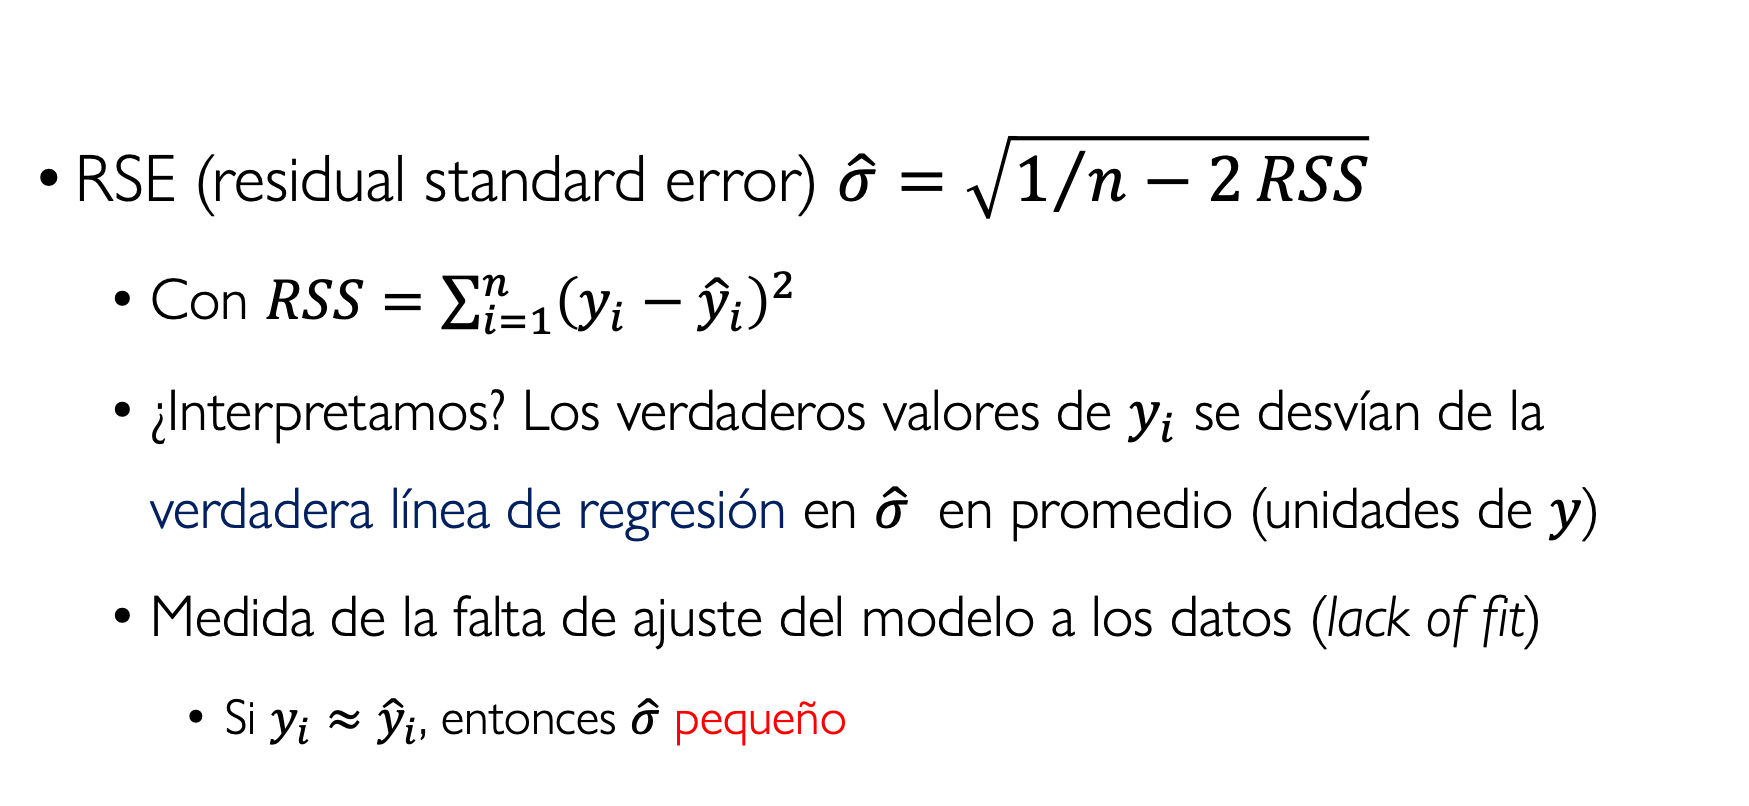 • RSE (residual standard error) σ̂ = √(1/n − 2 RSS)
• Con RSS = ∑ⁿᵢ₌₁(yᵢ − ŷᵢ)²
• ¿Interpretamos? Los verdaderos valores de yᵢ se desvían de la
verdadera línea de regresión en σ̂ en promedio (unidades de y)
• Medida de la falta de ajuste del modelo a los datos (lack of fit)
• Si yᵢ ≈ ŷᵢ, entonces σ̂ pequeño